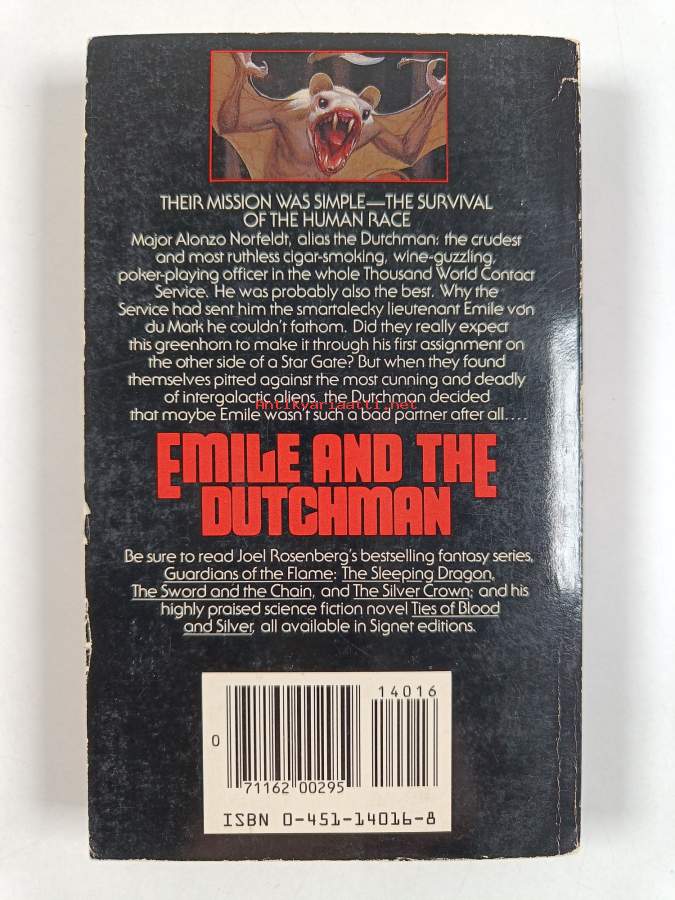 THEIR MISSION WAS SIMPLE—THE SURVIVAL
OF THE HUMAN RACE
Major Alonzo Norfeldt, alias the Dutchman: the crudest
and most ruthless cigar-smoking, wine-guzzling,
poker-playing officer in the whole Thousand World Contact
Service. He was probably also the best. Why the
Service had sent him the smartalecky lieutenant Emile von
du Mark he couldn't fathom. Did they really expect
this greenhorn to make it through his first assignment on
the other side of a Star Gate? But when they found
themselves pitted against the most cunning and deadly
of intergalactic aliens, the Dutchman decided
Antikvariaatti.net
that maybe Emile wasn't such a bad partner after all....
EMILE AND THE
DUTCHMAN
Be sure to read Joel Rosenberg's bestselling fantasy series,
Guardians of the Flame: The Sleeping Dragon,
The Sword and the Chain, and The Silver Crown; and his
highly praised science fiction novel Ties of Blood
and Silver, all available in Signet editions.
14016
0
71162 00295
ISBN 0-451-14016-8